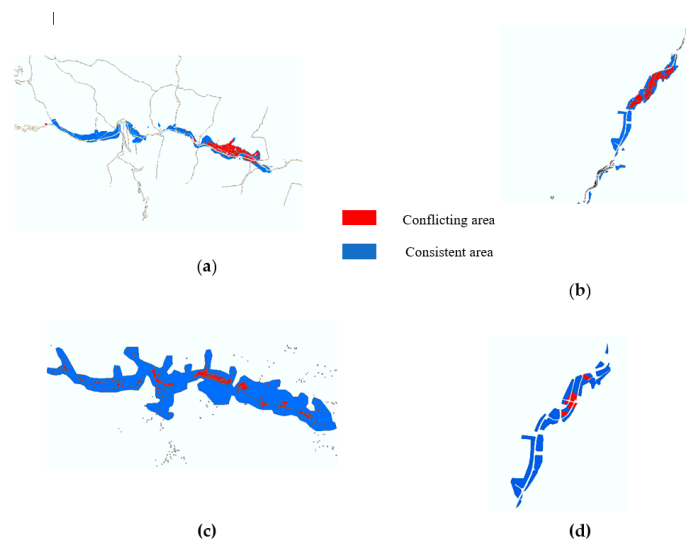 (a)
Conflicting area
Consistent area
(b)
(c)
(d)